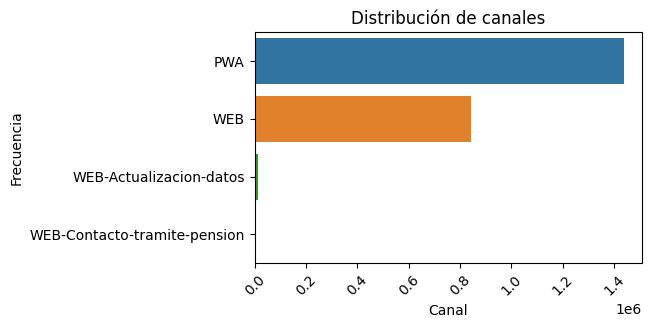 Distribución de canales
Frecuencia
PWA
WEB
WEB-Actualizacion-datos
WEB-Contacto-tramite-pension
0.0
0.2
0.4
0.6
0.8
1.0
1.2
1.4
1e6
Canal